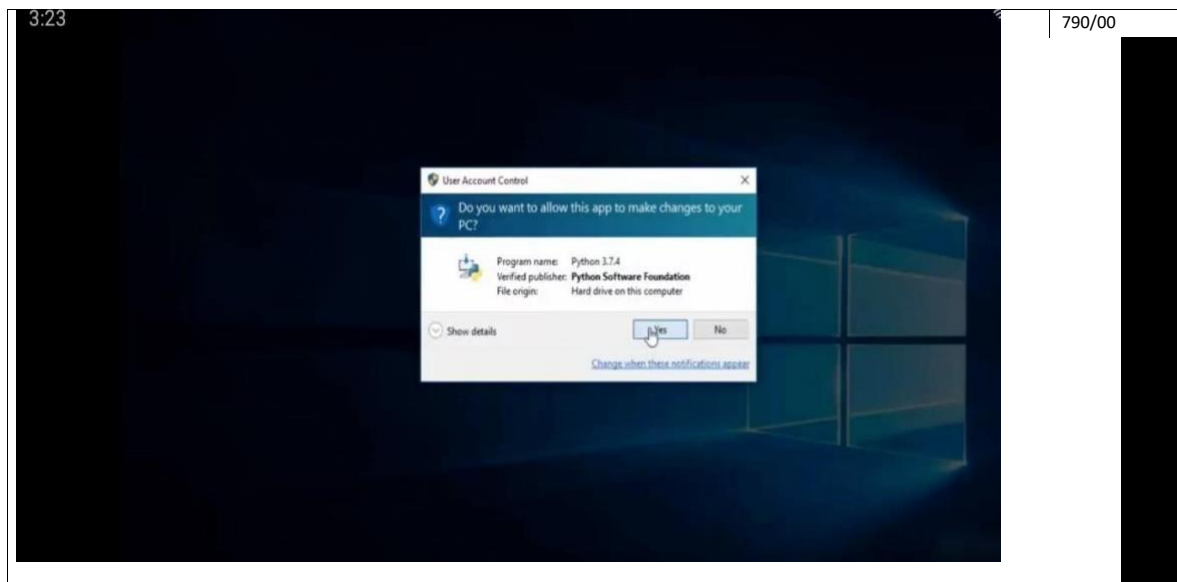 3:23
790/00
User Account Control
Do you want to allow this app to make changes to your
PC?
Program name: Python 3.7.4
Verified publisher: Python Software Foundation
File origin: Hard drive on this computer
Show details
Yes No
Change when these notifications appear